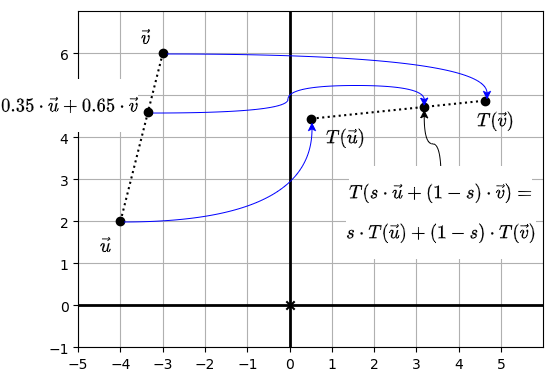 v⃗
6
0.35 · u⃗ + 0.65 · v⃗
T(v⃗)
4
T(u⃗)
3
T(s · u⃗ + (1 − s) · v⃗) =
2
s · T(u⃗) + (1 − s) · T(v⃗)
u⃗
1
0
−1
−5 −4 −3 −2 −1 0 1 2 3 4 5